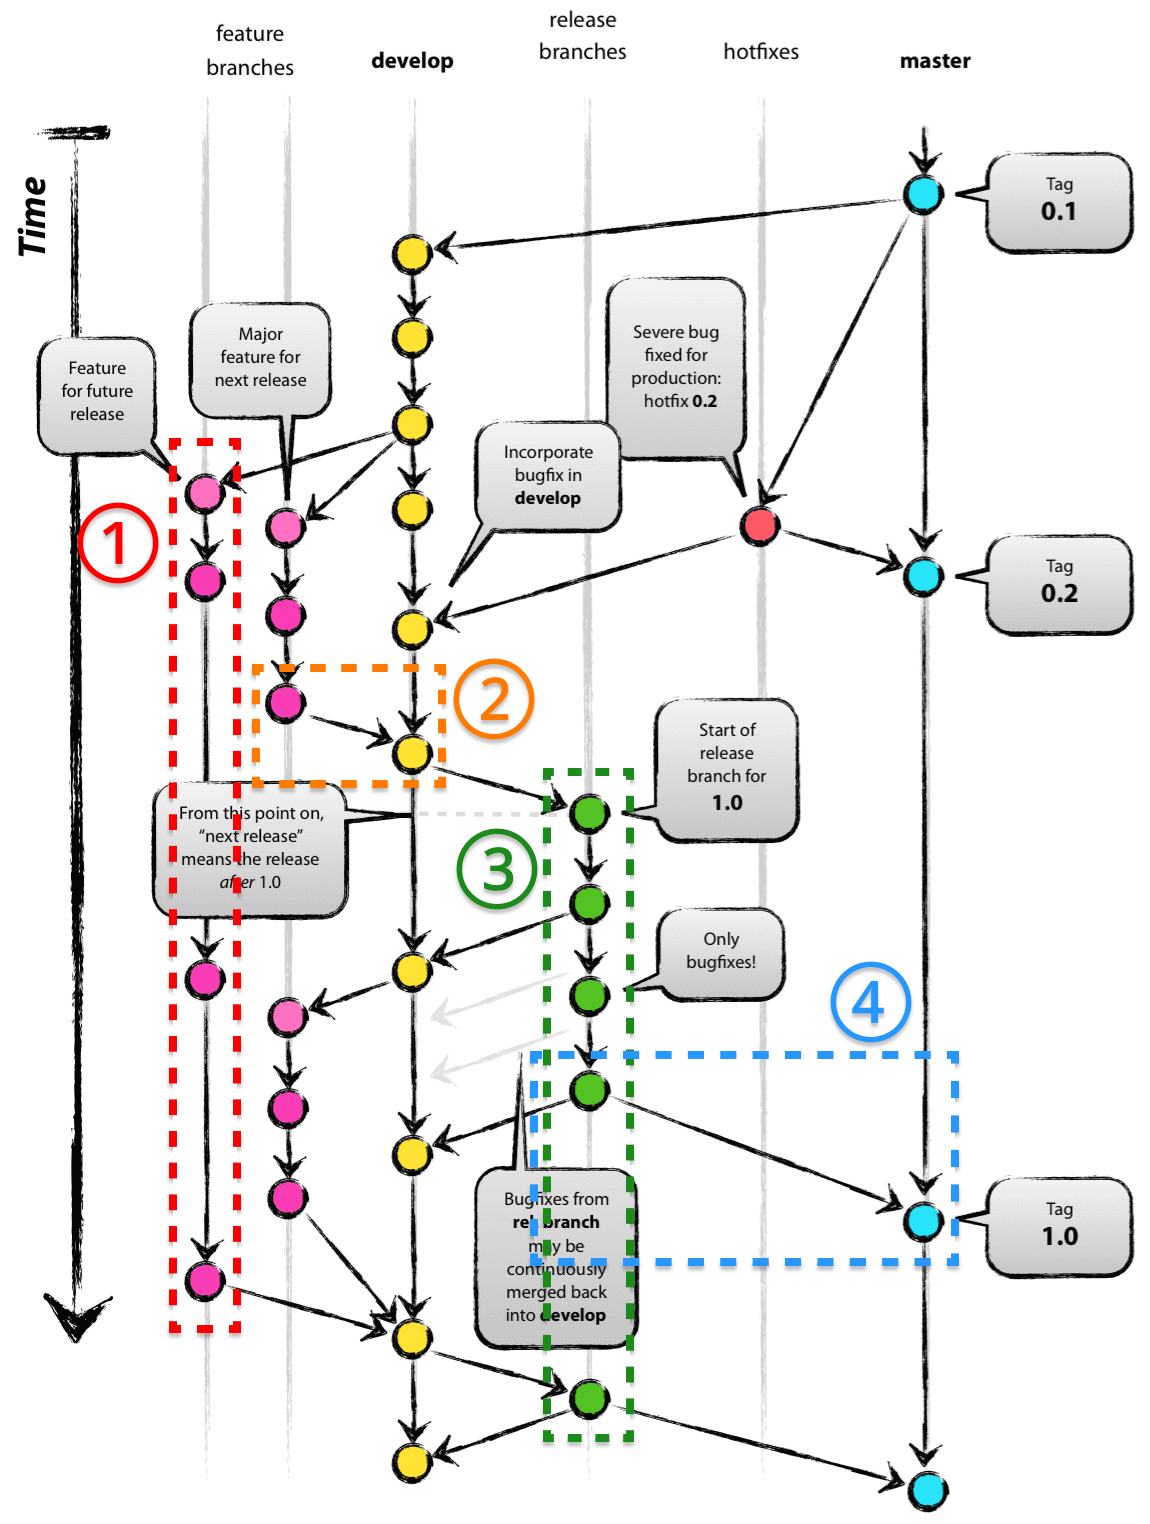 feature
branches
develop
release
branches
hotfixes
master
Time
Tag
0.1
Major
feature for
next release
Feature
for future
release
Severe bug
fixed for
production:
hotfix 0.2
Incorporate
bugfix in
develop
1
Tag
0.2
2
Start of
release
branch for
1.0
From this point on,
“next release”
means the release
after 1.0
3
Only
bugfixes!
4
Bugfixes from
rel. branch
may be
continuously
merged back
into develop
Tag
1.0